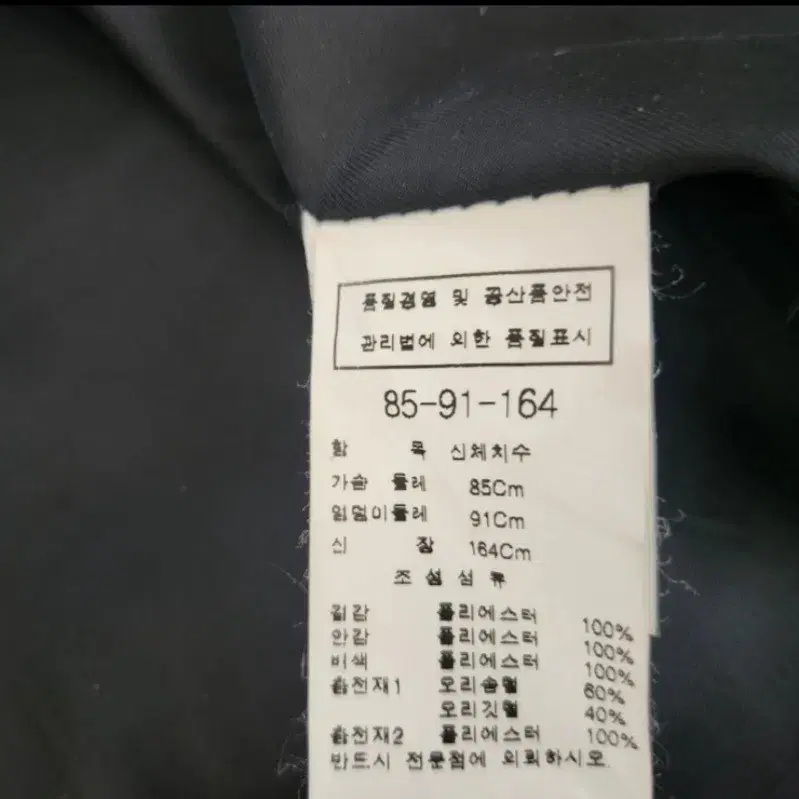 품질경영 및 공산품안전
관리법에 의한 품질표시
85-91-164
항 목 신체치수
가슴 둘레 85Cm
엉덩이둘레 91Cm
신 장 164Cm
조 성 섬 유
겉감 폴리에스터 100%
안감 폴리에스터 100%
배색 폴리에스터 100%
충전재1 오리솜털 60%
오리깃털 40%
충전재2 폴리에스터 100%
반드시 전문점에 의뢰하시오.